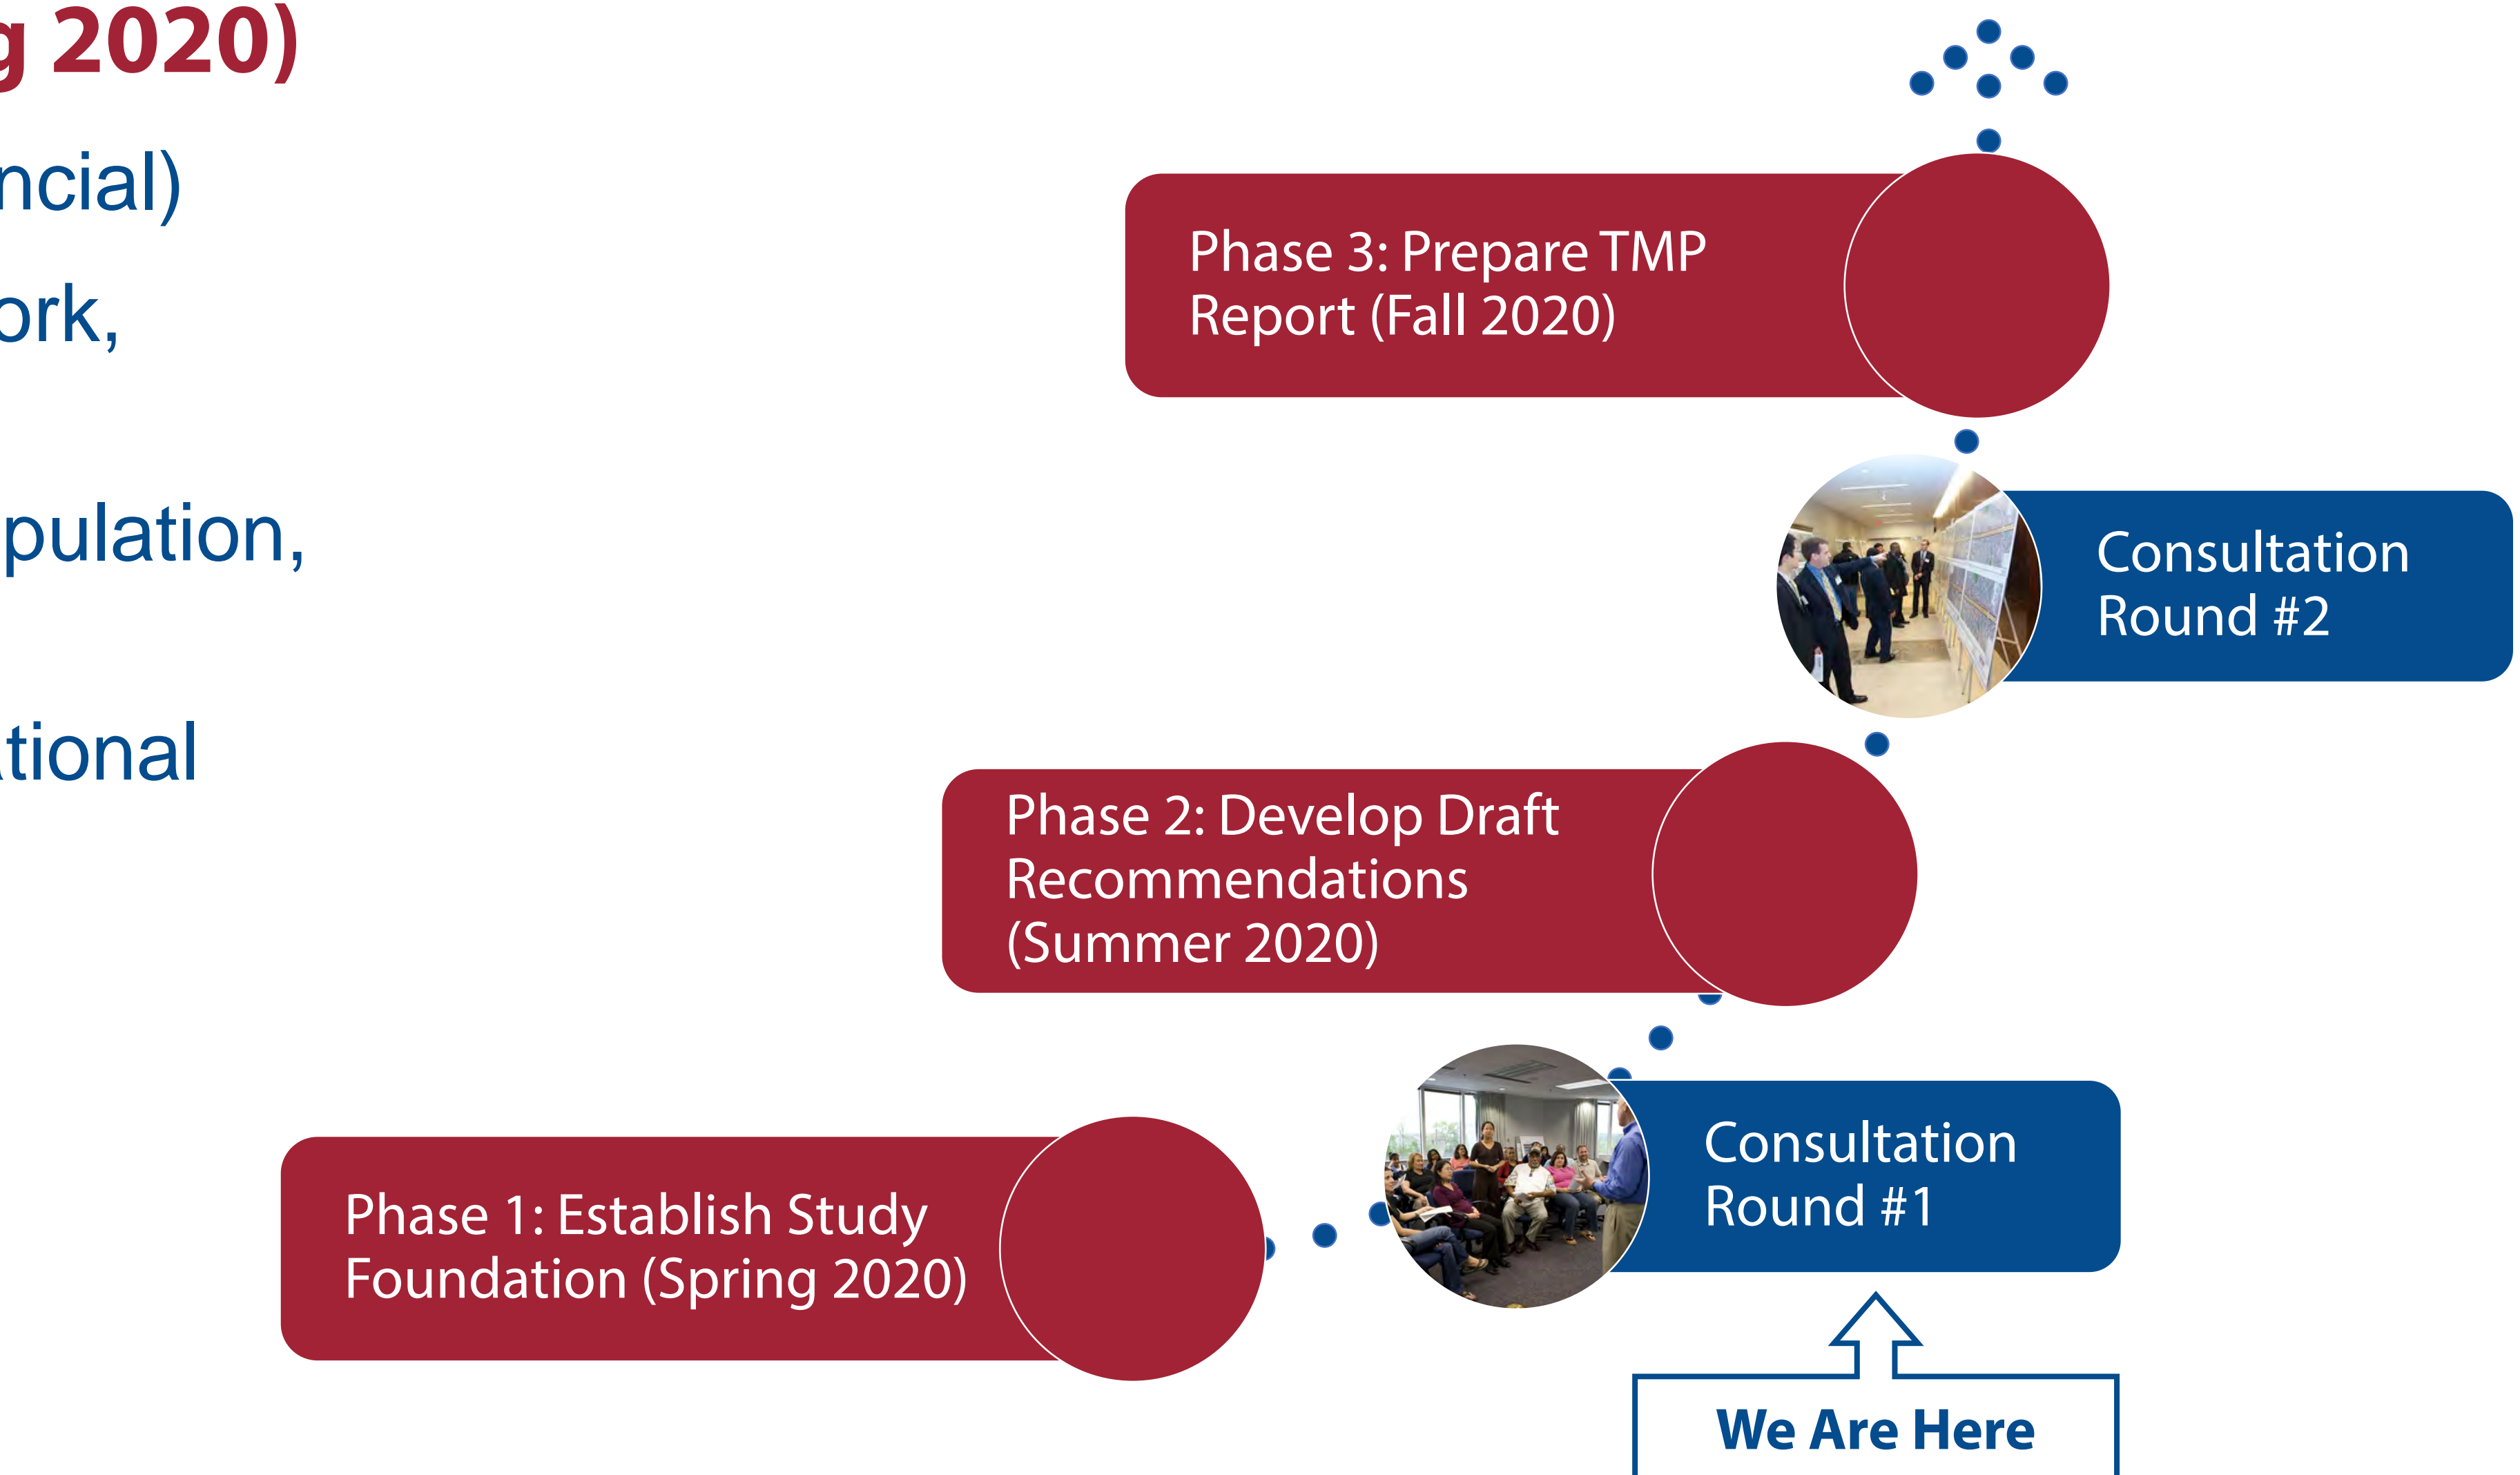 g 2020)
ncial)
ork,
pulation,
ational
Phase 3: Prepare TMP
Report (Fall 2020)
Consultation
Round #2
Phase 2: Develop Draft
Recommendations
(Summer 2020)
Consultation
Round #1
Phase 1: Establish Study
Foundation (Spring 2020)
We Are Here